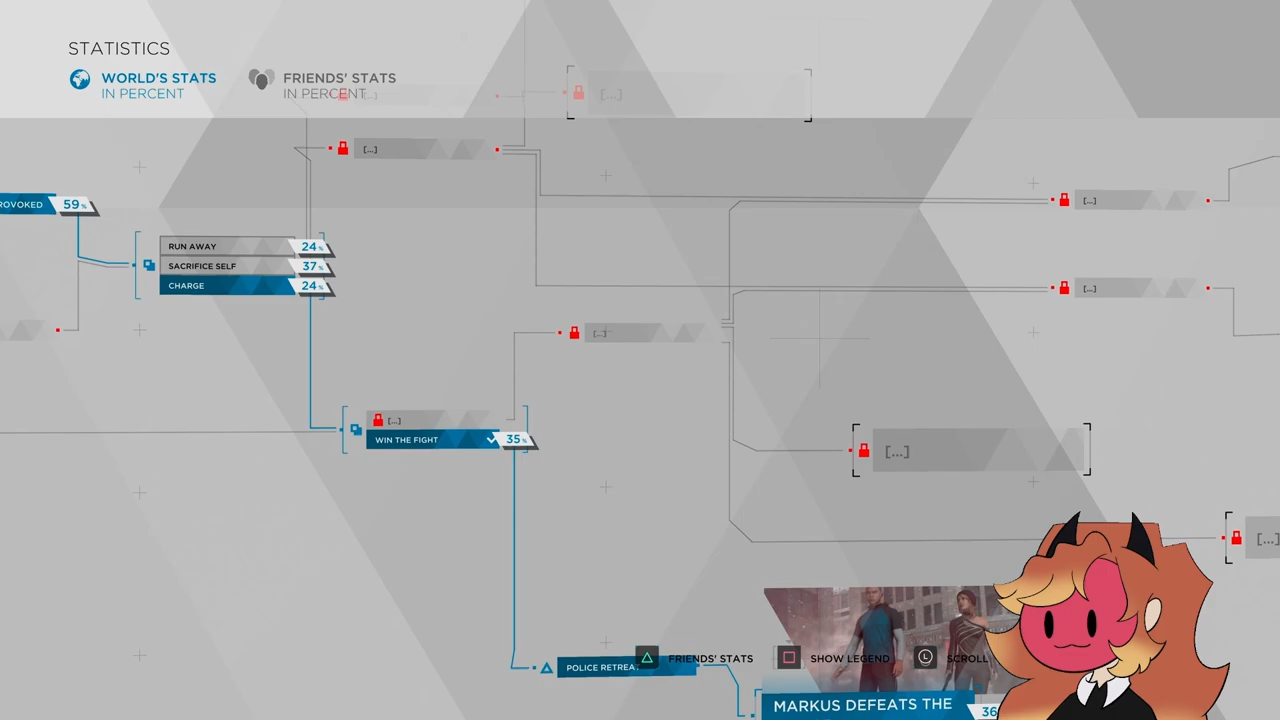 STATISTICS
WORLD'S STATS
IN PERCENT
FRIENDS' STATS
IN PERCENT
[...]
[...]
[...]
[...]
ROVOKED 59%
RUN AWAY 24%
SACRIFICE SELF 37%
CHARGE 24%
[...]
[...]
[...]
WIN THE FIGHT 35%
[...]
[...]
POLICE RETREA
FRIENDS' STATS
SHOW LEGEND
L SCROLL
MARKUS DEFEATS THE 36